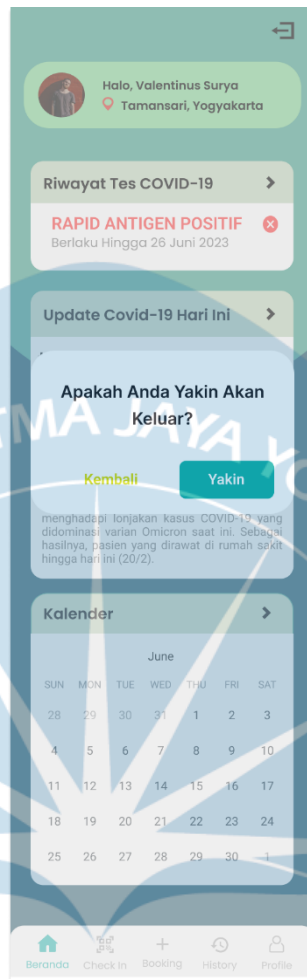 Halo, Valentinus Surya
Tamansari, Yogyakarta
Riwayat Tes COVID-19
RAPID ANTIGEN POSITIF
Berlaku Hingga 26 Juni 2023
Update Covid-19 Hari Ini
Apakah Anda Yakin Akan
Keluar?
Kembali Yakin
menghadapi lonjakan kasus COVID-19 yang
didominasi varian Omicron saat ini. Sebagai
hasilnya, pasien yang dirawat di rumah sakit
hingga hari ini (20/2).
Kalender
June
SUN MON TUE WED THU FRI SAT
28 29 30 31 1 2 3
4 5 6 7 8 9 10
11 12 13 14 15 16 17
18 19 20 21 22 23 24
25 26 27 28 29 30 1
Beranda Check In Booking History Profile
TMA JAYA YO